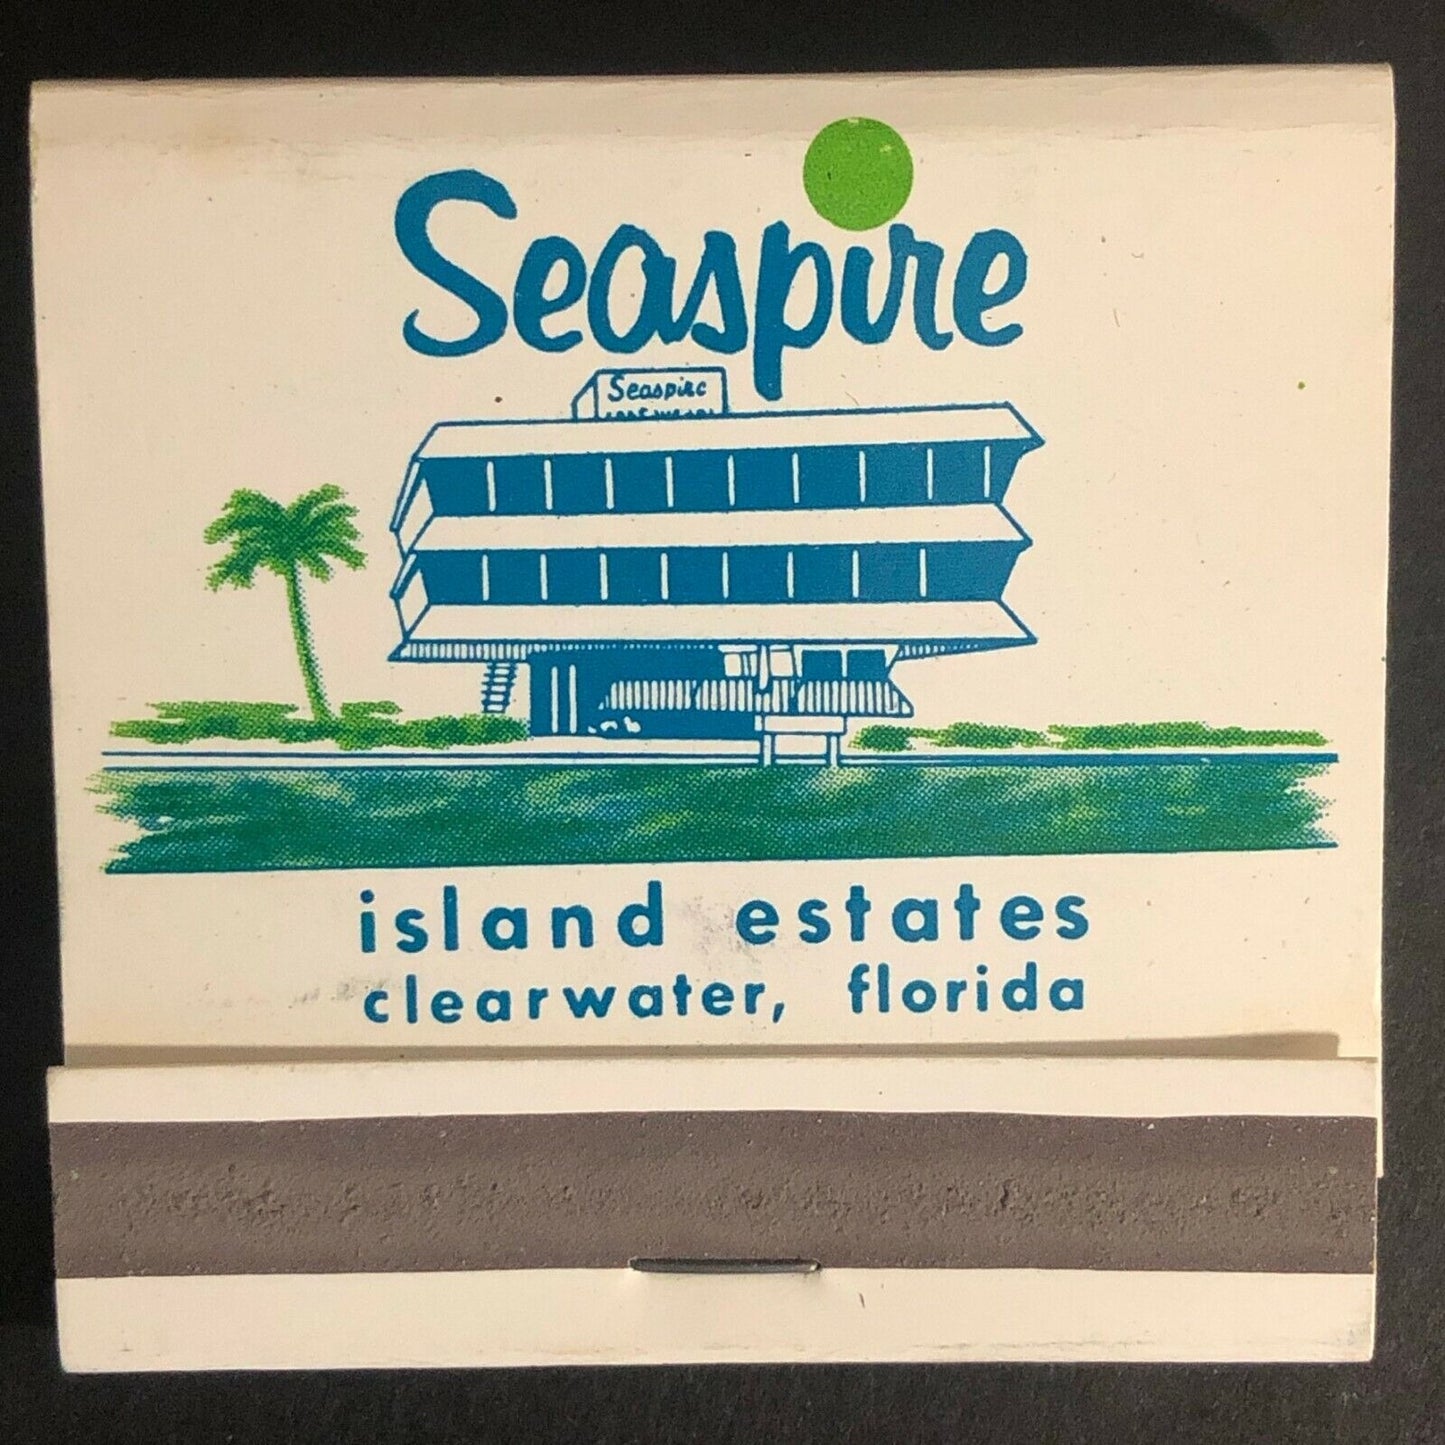 Seaspire
Seaspire
island estates
clearwater, florida